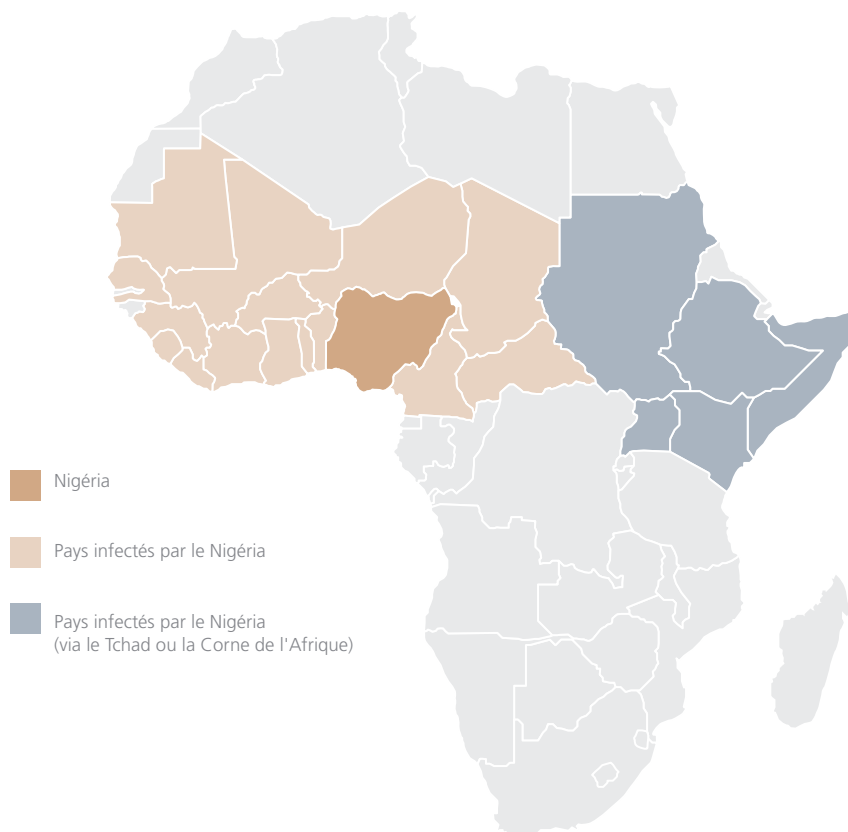 Nigéria
Pays infectés par le Nigéria
Pays infectés par le Nigéria
(via le Tchad ou la Corne de l'Afrique)